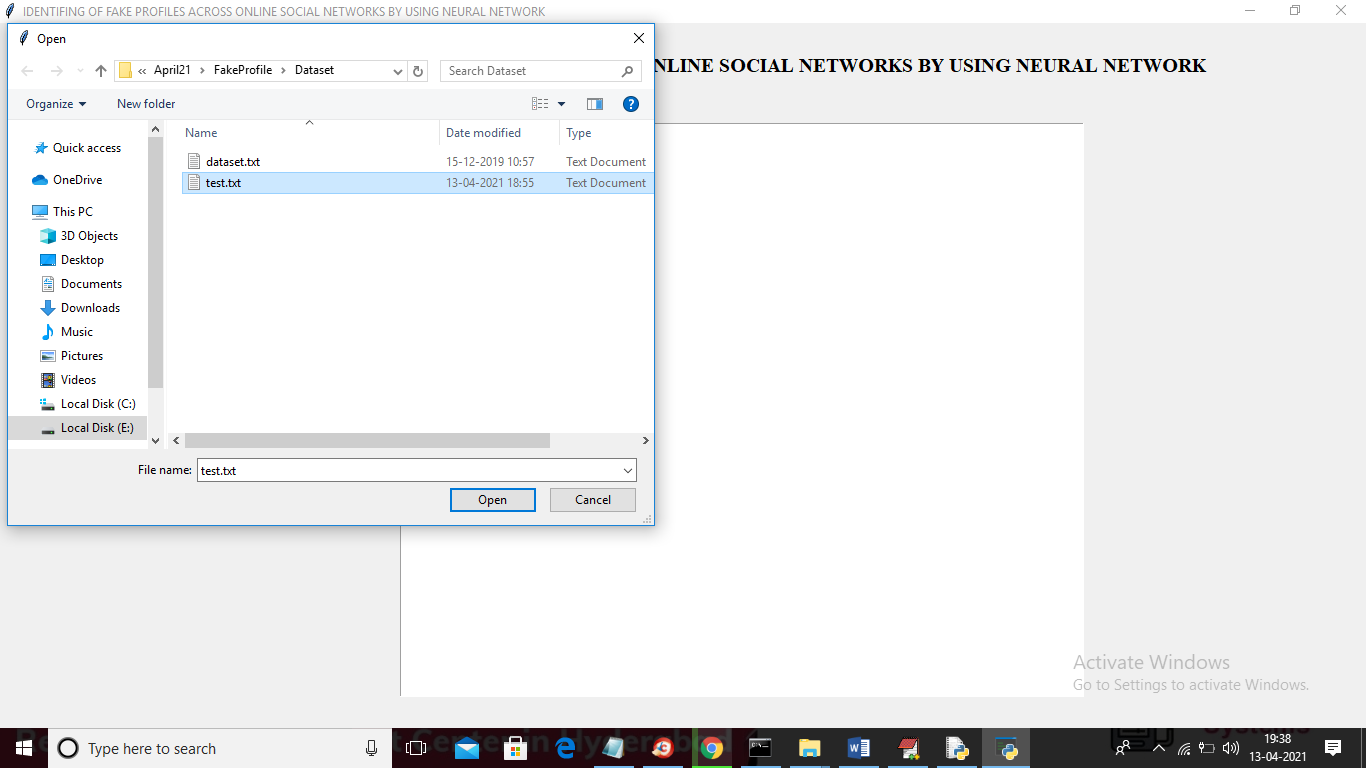 IDENTIFING OF FAKE PROFILES ACROSS ONLINE SOCIAL NETWORKS BY USING NEURAL NETWORK
Open
NLINE SOCIAL NETWORKS BY USING NEURAL NETWORK
« April21 › FakeProfile › Dataset
Search Dataset
Organize
New folder
Name Date modified Type
dataset.txt 15-12-2019 10:57 Text Document
test.txt 13-04-2021 18:55 Text Document
Quick access
OneDrive
This PC
3D Objects
Desktop
Documents
Downloads
Music
Pictures
Videos
Local Disk (C:)
Local Disk (E:)
File name: test.txt
Open Cancel
Activate Windows
Go to Settings to activate Windows.
Type here to search
t Center in Hyderabad
Systems
19:38
13-04-2021